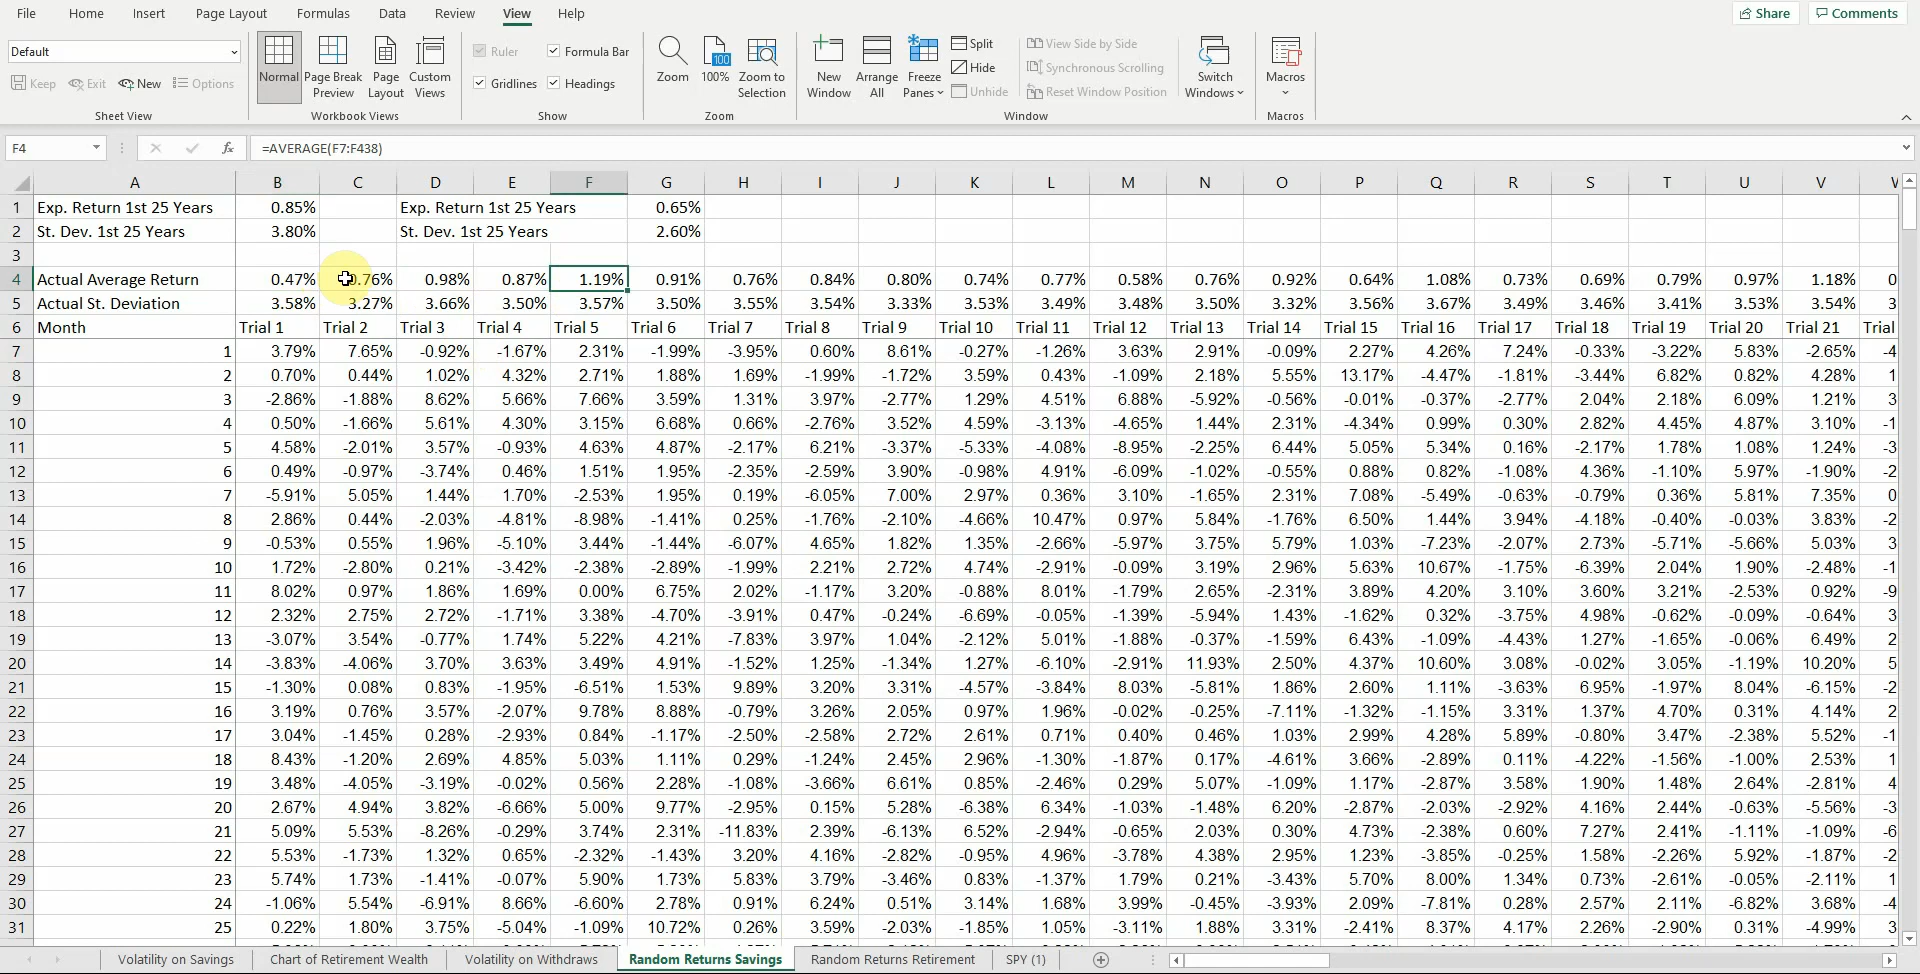 File Home Insert Page Layout Formulas Data Review View Help Share Comments
Default
Keep Exit New Options
Sheet View
Normal Page Break Preview Page Layout Custom Views
Workbook Views
Ruler Formula Bar
Gridlines Headings
Show
Zoom 100% Zoom to Selection
Zoom
New Window Arrange All Freeze Panes
Split
Hide
Unhide
View Side by Side
Synchronous Scrolling
Reset Window Position
Window
Switch Windows
Macros
Macros
F4 fx =AVERAGE(F7:F438)
A B C D E F G H I J K L M N O P Q R S T U V
1 Exp. Return 1st 25 Years 0.85% Exp. Return 1st 25 Years 0.65%
2 St. Dev. 1st 25 Years 3.80% St. Dev. 1st 25 Years 2.60%
3
4 Actual Average Return 0.47% 0.76% 0.98% 0.87% 1.19% 0.91% 0.76% 0.84% 0.80% 0.74% 0.77% 0.58% 0.76% 0.92% 0.64% 1.08% 0.73% 0.69% 0.79% 0.97% 1.18% 0
5 Actual St. Deviation 3.58% 3.27% 3.66% 3.50% 3.57% 3.50% 3.55% 3.54% 3.33% 3.53% 3.49% 3.48% 3.50% 3.32% 3.56% 3.67% 3.49% 3.46% 3.41% 3.53% 3.54% 3
6 Month Trial 1 Trial 2 Trial 3 Trial 4 Trial 5 Trial 6 Trial 7 Trial 8 Trial 9 Trial 10 Trial 11 Trial 12 Trial 13 Trial 14 Trial 15 Trial 16 Trial 17 Trial 18 Trial 19 Trial 20 Trial 21 Trial
7 1 3.79% 7.65% -0.92% -1.67% 2.31% -1.99% -3.95% 0.60% 8.61% -0.27% -1.26% 3.63% 2.91% -0.09% 2.27% 4.26% 7.24% -0.33% -3.22% 5.83% -2.65% -4
8 2 0.70% 0.44% 1.02% 4.32% 2.71% 1.88% 1.69% -1.99% -1.72% 3.59% 0.43% -1.09% 2.18% 5.55% 13.17% -4.47% -1.81% -3.44% 6.82% 0.82% 4.28% 1
9 3 -2.86% -1.88% 8.62% 5.66% 7.66% 3.59% 1.31% 3.97% -2.77% 1.29% 4.51% 6.88% -5.92% -0.56% -0.01% -0.37% -2.77% 2.04% 2.18% 6.09% 1.21% 3
10 4 0.50% -1.66% 5.61% 4.30% 3.15% 6.68% 0.66% -2.76% 3.52% 4.59% -3.13% -4.65% 1.44% 2.31% -4.34% 0.99% 0.30% 2.82% 4.45% 4.87% 3.10% -1
11 5 4.58% -2.01% 3.57% -0.93% 4.63% 4.87% -2.17% 6.21% -3.37% -5.33% -4.08% -8.95% -2.25% 6.44% 5.05% 5.34% 0.16% -2.17% 1.78% 1.08% 1.24% -3
12 6 0.49% -0.97% -3.74% 0.46% 1.51% 1.95% -2.35% -2.59% 3.90% -0.98% 4.91% -6.09% -1.02% -0.55% 0.88% 0.82% -1.08% 4.36% -1.10% 5.97% -1.90% -2
13 7 -5.91% 5.05% 1.44% 1.70% -2.53% 1.95% 0.19% -6.05% 7.00% 2.97% 0.36% 3.10% -1.65% 2.31% 7.08% -5.49% -0.63% -0.79% 0.36% 5.81% 7.35% 0
14 8 2.86% 0.44% -2.03% -4.81% -8.98% -1.41% 0.25% -1.76% -2.10% -4.66% 10.47% 0.97% 5.84% -1.76% 6.50% 1.44% 3.94% -4.18% -0.40% -0.03% 3.83% -2
15 9 -0.53% 0.55% 1.96% -5.10% 3.44% -1.44% -6.07% 4.65% 1.82% 1.35% -2.66% -5.97% 3.75% 5.79% 1.03% -7.23% -2.07% 2.73% -5.71% -5.66% 5.03% 3
16 10 1.72% -2.80% 0.21% -3.42% -2.38% -2.89% -1.99% 2.21% 2.72% 4.74% -2.91% -0.09% 3.19% 2.96% 5.63% 10.67% -1.75% -6.39% 2.04% 1.90% -2.48% -1
17 11 8.02% 0.97% 1.86% 1.69% 0.00% 6.75% 2.02% -1.17% 3.20% -0.88% 8.01% -1.79% 2.65% -2.31% 3.89% 4.20% 3.10% 3.60% 3.21% -2.53% 0.92% -9
18 12 2.32% 2.75% 2.72% -1.71% 3.38% -4.70% -3.91% 0.47% -0.24% -6.69% -0.05% -1.39% -5.94% 1.43% -1.62% 0.32% -3.75% 4.98% -0.62% -0.09% -0.64% 3
19 13 -3.07% 3.54% -0.77% 1.74% 5.22% 4.21% -7.83% 3.97% 1.04% -2.12% 5.01% -1.88% -0.37% -1.59% 6.43% -1.09% -4.43% 1.27% -1.65% -0.06% 6.49% 2
20 14 -3.83% -4.06% 3.70% 3.63% 3.49% 4.91% -1.52% 1.25% -1.34% 1.27% -6.10% -2.91% 11.93% 2.50% 4.37% 10.60% 3.08% -0.02% 3.05% -1.19% 10.20% 5
21 15 -1.30% 0.08% 0.83% -1.95% -6.51% 1.53% 9.89% 3.20% 3.31% -4.57% -3.84% 8.03% -5.81% 1.86% 2.60% 1.11% -3.63% 6.95% -1.97% 8.04% -6.15% -2
22 16 3.19% 0.76% 3.57% -2.07% 9.78% 8.88% -0.79% 3.26% 2.05% 0.97% 1.96% -0.02% -0.25% -7.11% -1.32% -1.15% 3.31% 1.37% 4.70% 0.31% 4.14% 2
23 17 3.04% -1.45% 0.28% -2.93% 0.84% -1.17% -2.50% -2.58% 2.72% 2.61% 0.71% 0.40% 0.46% 1.03% 2.99% 4.28% 5.89% -0.80% 3.47% -2.38% 5.52% -1
24 18 8.43% -1.20% 2.69% 4.85% 5.03% 1.11% 0.29% -1.24% 2.45% 2.96% -1.30% -1.87% 0.17% -4.61% 3.66% -2.89% 0.11% -4.22% -1.56% -1.00% 2.53% 1
25 19 3.48% -4.05% -3.19% -0.02% 0.56% 2.28% -1.08% -3.66% 6.61% 0.85% -2.46% 0.29% 5.07% -1.09% 1.17% -2.87% 3.58% 1.90% 1.48% 2.64% -2.81% 4
26 20 2.67% 4.94% 3.82% -6.66% 5.00% 9.77% -2.95% 0.15% 5.28% -6.38% 6.34% -1.03% -1.48% 6.20% -2.87% -2.03% -2.92% 4.16% 2.44% -0.63% -5.56% -3
27 21 5.09% 5.53% -8.26% -0.29% 3.74% 2.31% -11.83% 2.39% -6.13% 6.52% -2.94% -0.65% 2.03% 0.30% 4.73% -2.38% 0.60% 7.27% 2.41% -1.11% -1.09% -6
28 22 5.53% -1.73% 1.32% 0.65% -2.32% -1.43% 3.20% 4.16% -2.82% -0.95% 4.96% -3.78% 4.38% 2.95% 1.23% -3.85% -0.25% 1.58% -2.26% 5.92% -1.87% -2
29 23 5.74% 1.73% -1.41% -0.07% 5.90% 1.73% 5.83% 3.79% -3.46% 0.83% -1.37% 1.79% 0.21% -3.43% 5.70% 8.00% 1.34% 0.73% -2.61% -0.05% -2.11% 1
30 24 -1.06% 5.54% -6.91% 8.66% -6.60% 2.78% 0.91% 6.24% 0.51% 3.14% 1.68% 3.99% -0.45% -3.93% 2.09% -7.81% 0.28% 2.57% 2.11% -6.82% 3.68% -4
31 25 0.22% 1.80% 3.75% -5.04% -1.09% 10.72% 0.26% 3.59% -2.03% -1.85% 1.05% -3.11% 1.88% 3.31% -2.41% 8.37% 4.17% 2.26% -2.90% 0.31% -4.99% 3
Volatility on Savings Chart of Retirement Wealth Volatility on Withdraws Random Returns Savings Random Returns Retirement SPY (1)